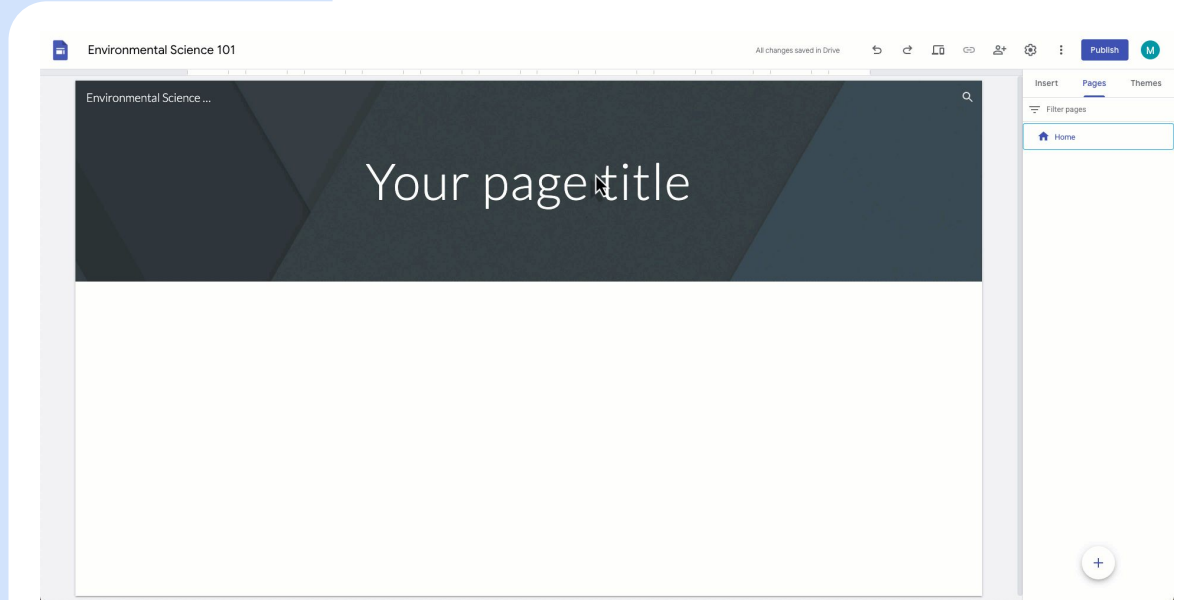 Environmental Science 101
All changes saved in Drive
Publish
M
Insert Pages Themes
Environmental Science ...
Filter pages
Home
Your page title